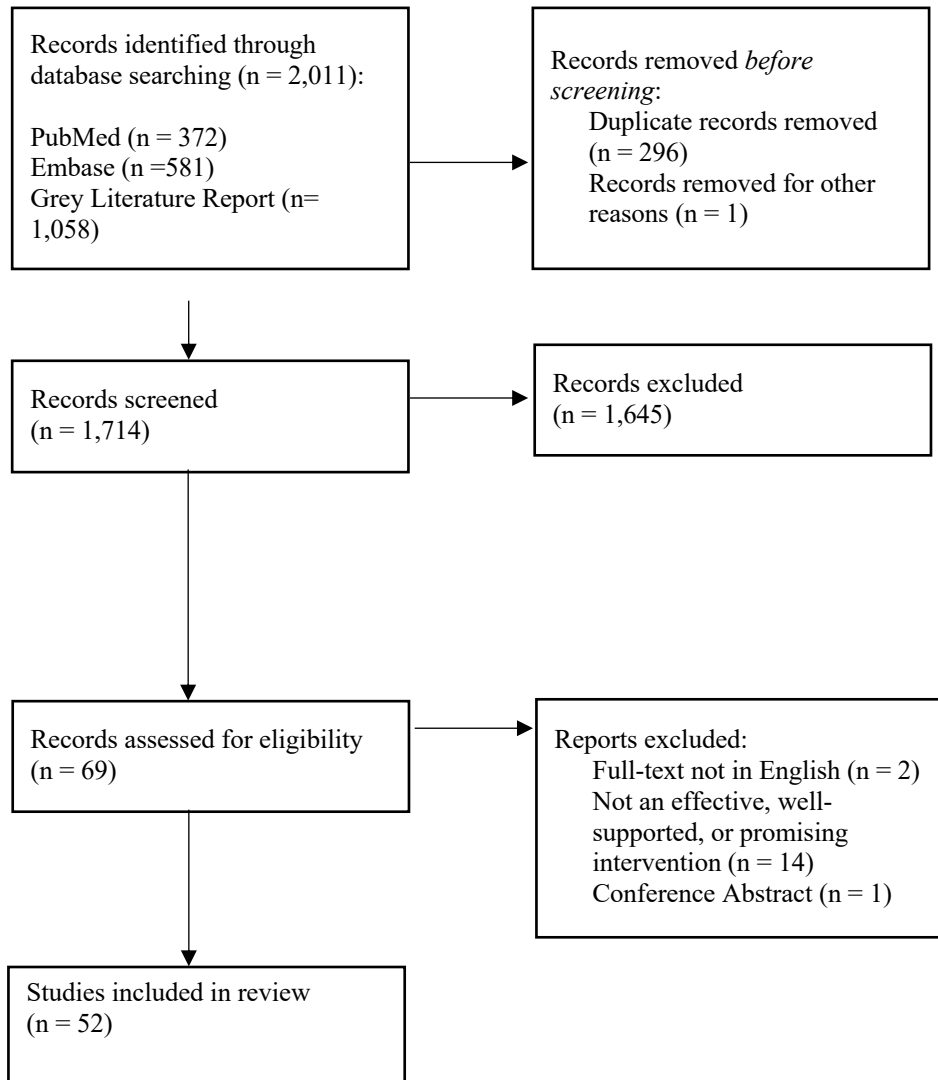 Records identified through
database searching (n = 2,011):
PubMed (n = 372)
Embase (n =581)
Grey Literature Report (n=
1,058)
Records removed before
screening:
Duplicate records removed
(n = 296)
Records removed for other
reasons (n = 1)
Records screened
(n = 1,714)
Records excluded
(n = 1,645)
Records assessed for eligibility
(n = 69)
Reports excluded:
Full-text not in English (n = 2)
Not an effective, well-
supported, or promising
intervention (n = 14)
Conference Abstract (n = 1)
Studies included in review
(n = 52)